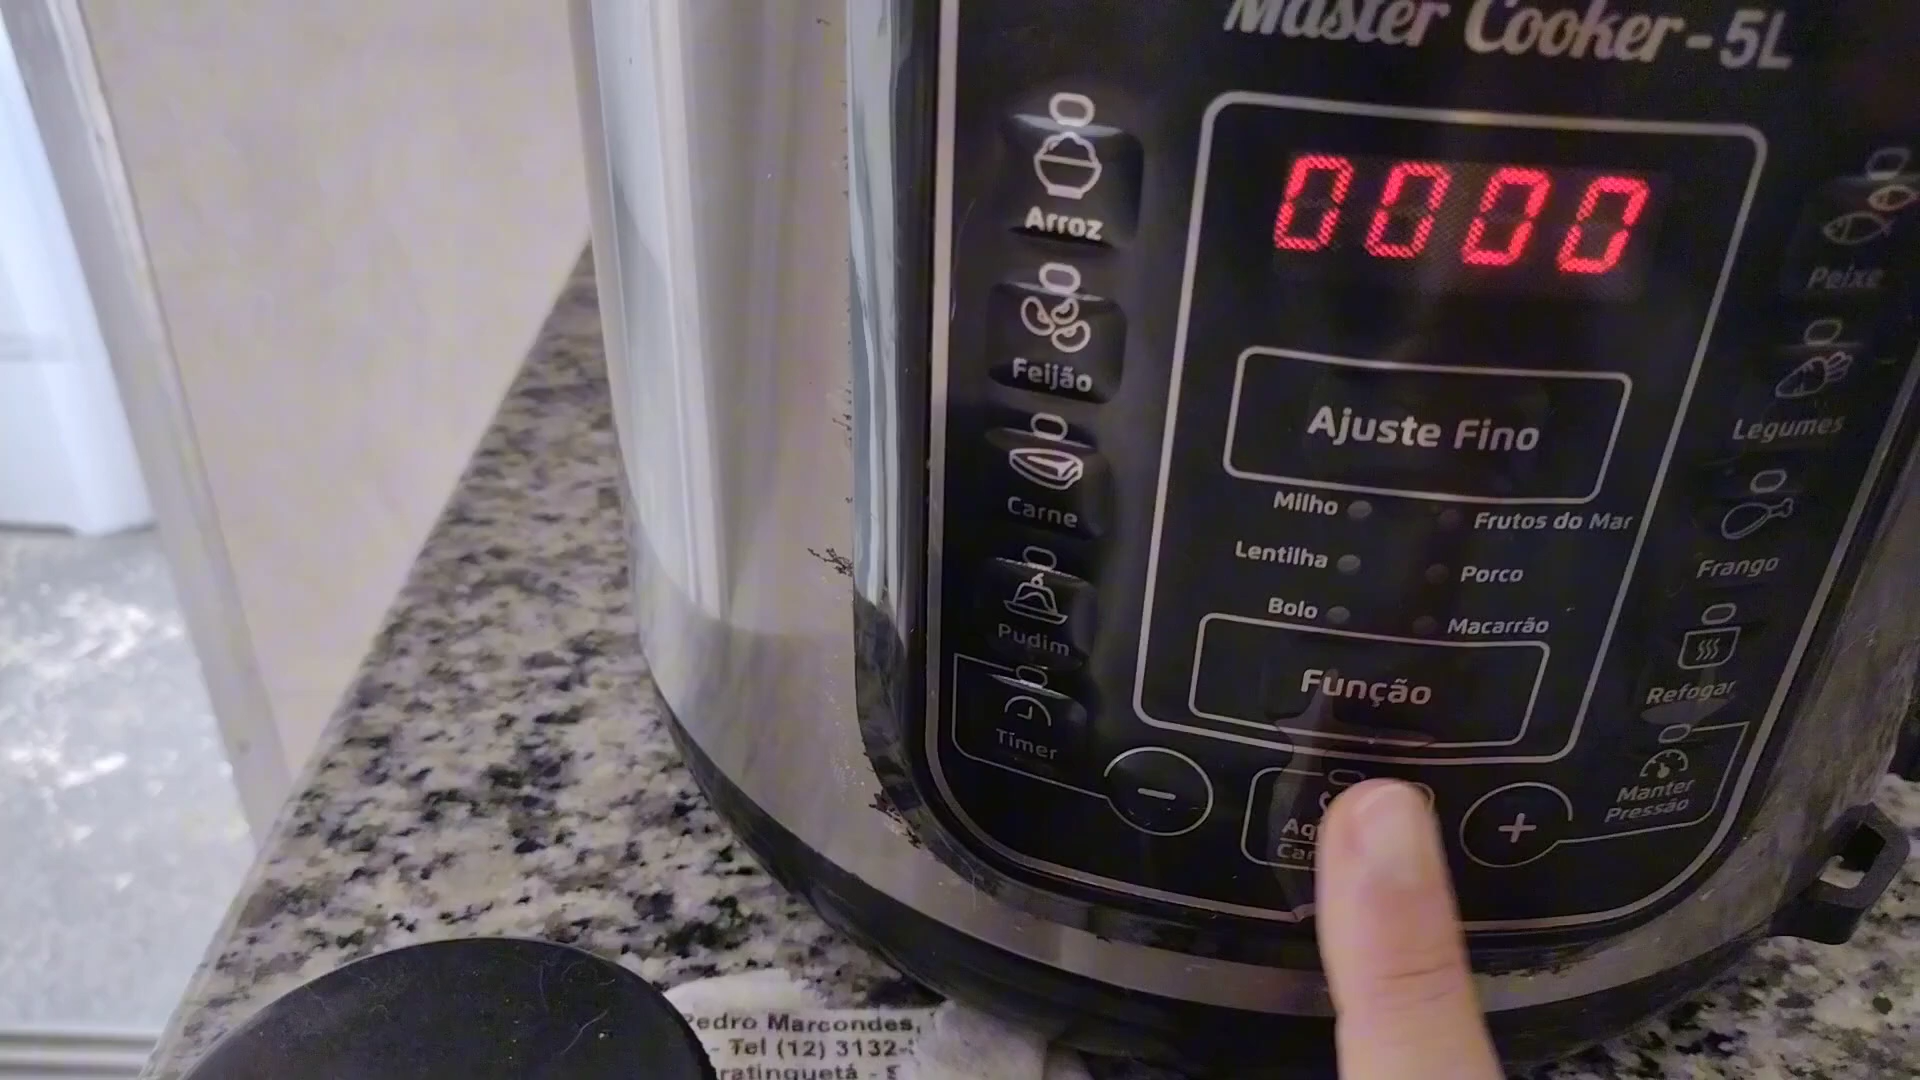 Master Cooker - 5L
0000
Arroz
Feijão
Carne
Pudim
Timer
Ajuste Fino
Milho
Frutos do Mar
Lentilha
Porco
Bolo
Macarrão
Função
-
+
Peixe
Legumes
Frango
Refogar
Manter
Pressão
Pedro Marcondes,
- Tel (12) 3132-